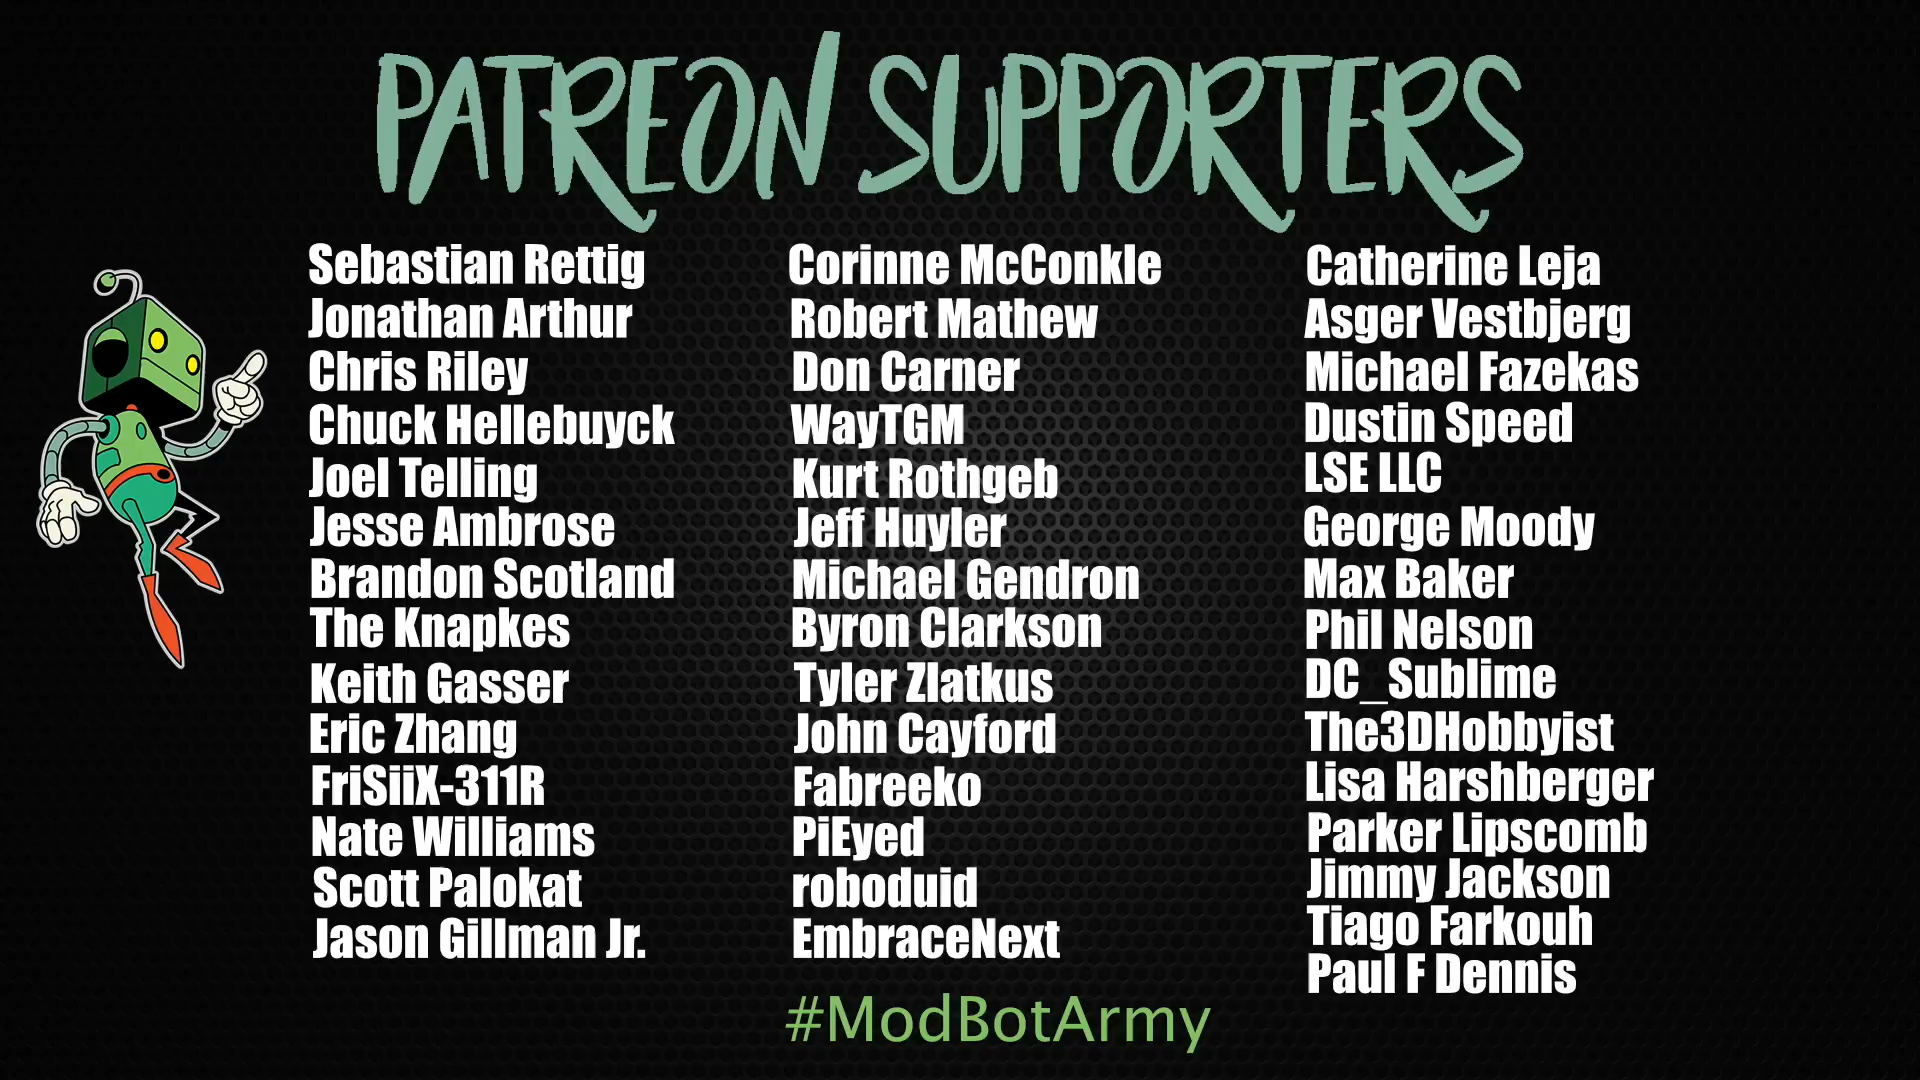 PATREON SUPPORTERS
Sebastian Rettig
Jonathan Arthur
Chris Riley
Chuck Hellebuyck
Joel Telling
Jesse Ambrose
Brandon Scotland
The Knapkes
Keith Gasser
Eric Zhang
FriSiiX-311R
Nate Williams
Scott Palokat
Jason Gillman Jr.
Corinne McConkle
Robert Mathew
Don Carner
WayTGM
Kurt Rothgeb
Jeff Huyler
Michael Gendron
Byron Clarkson
Tyler Zlatkus
John Cayford
Fabreeko
PiEyed
roboduid
EmbraceNext
Catherine Leja
Asger Vestbjerg
Michael Fazekas
Dustin Speed
LSE LLC
George Moody
Max Baker
Phil Nelson
DC_Sublime
The3DHobbyist
Lisa Harshberger
Parker Lipscomb
Jimmy Jackson
Tiago Farkouh
Paul F Dennis
#ModBotArmy